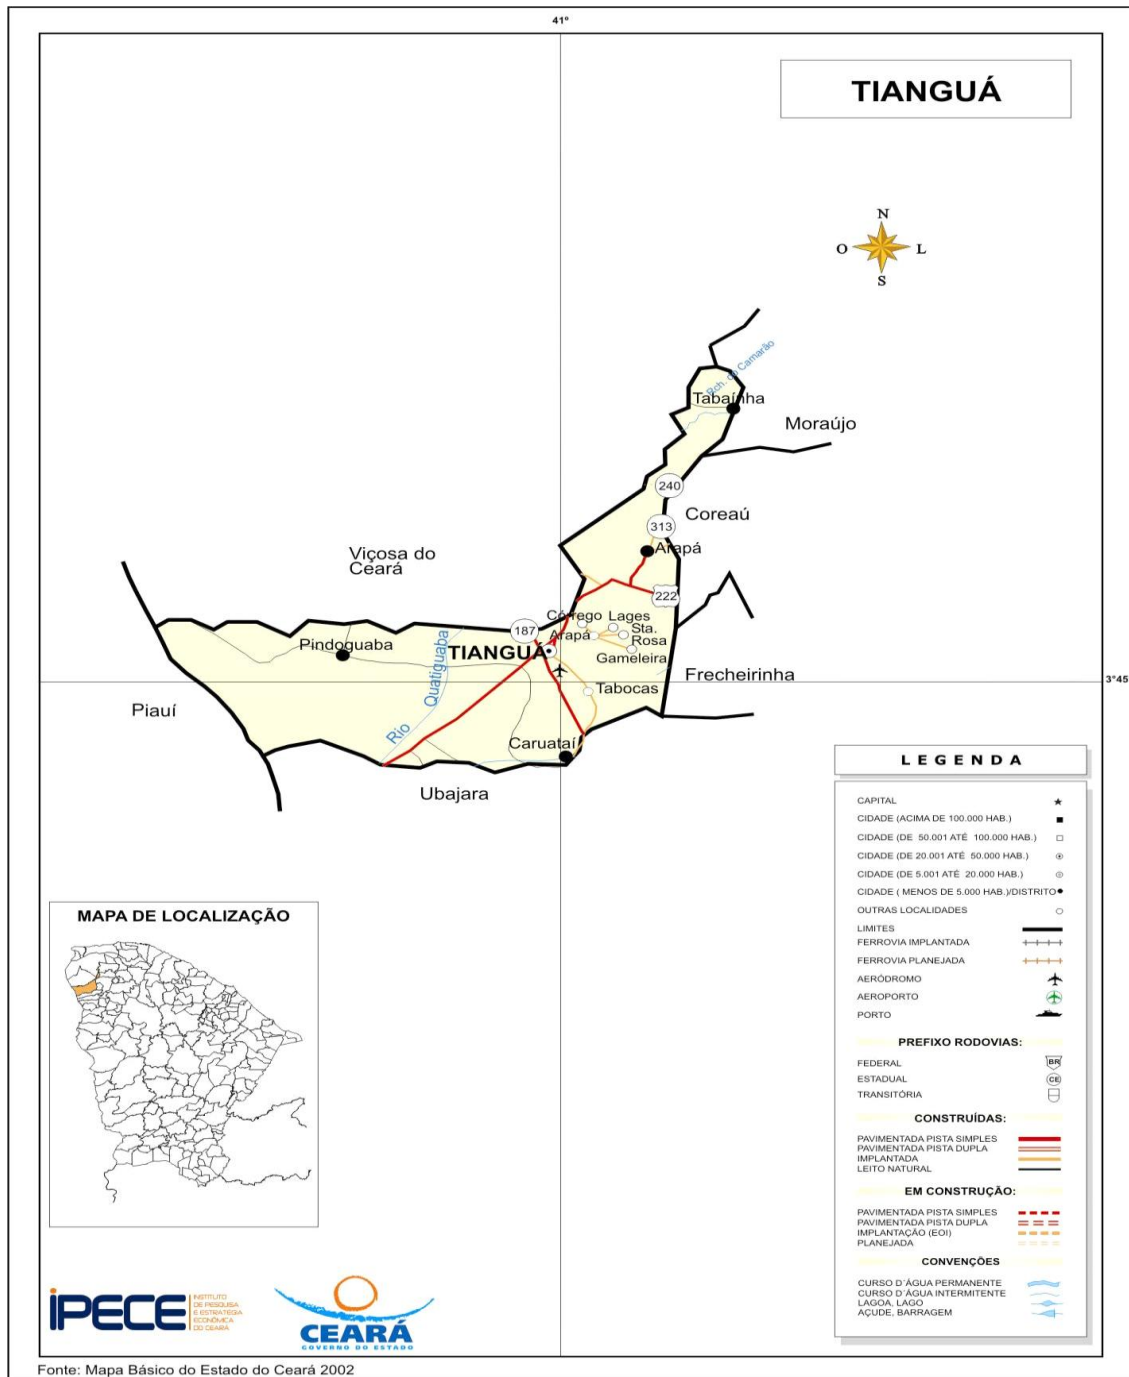 41º
TIANGUÁ
N
O
L
S
Rch. do Camarão
Tabaínha
Moraújo
240
Coreaú
313
Arapá
Viçosa do
Ceará
222
Córrego
Lages
187
Arapá
Sta.
Rosa
Pindoguaba
TIANGUÁ
Gameleira
Quatiguaba
Frecheirinha
3°45
Tabocas
Piauí
Rio
Caruataí
Ubajara
LEGENDA
CAPITAL
CIDADE (ACIMA DE 100.000 HAB.)
CIDADE (DE 50.001 ATÉ 100.000 HAB.)
CIDADE (DE 20.001 ATÉ 50.000 HAB.)
CIDADE (DE 5.001 ATÉ 20.000 HAB.)
CIDADE ( MENOS DE 5.000 HAB.)/DISTRITO
OUTRAS LOCALIDADES
LIMITES
FERROVIA IMPLANTADA
FERROVIA PLANEJADA
AERÓDROMO
AEROPORTO
PORTO
PREFIXO RODOVIAS:
FEDERAL BR
ESTADUAL CE
TRANSITÓRIA
CONSTRUÍDAS:
PAVIMENTADA PISTA SIMPLES
PAVIMENTADA PISTA DUPLA
IMPLANTADA
LEITO NATURAL
EM CONSTRUÇÃO:
PAVIMENTADA PISTA SIMPLES
PAVIMENTADA PISTA DUPLA
IMPLANTAÇÃO (EOI)
PLANEJADA
CONVENÇÕES
CURSO D´ÁGUA PERMANENTE
CURSO D´ÁGUA INTERMITENTE
LAGOA, LAGO
AÇUDE, BARRAGEM
MAPA DE LOCALIZAÇÃO
iPECE
INSTITUTO
DE PESQUISA
E ESTRATÉGIA
ECONÔMICA
DO CEARÁ
CEARÁ
GOVERNO DO ESTADO
Fonte: Mapa Básico do Estado do Ceará 2002